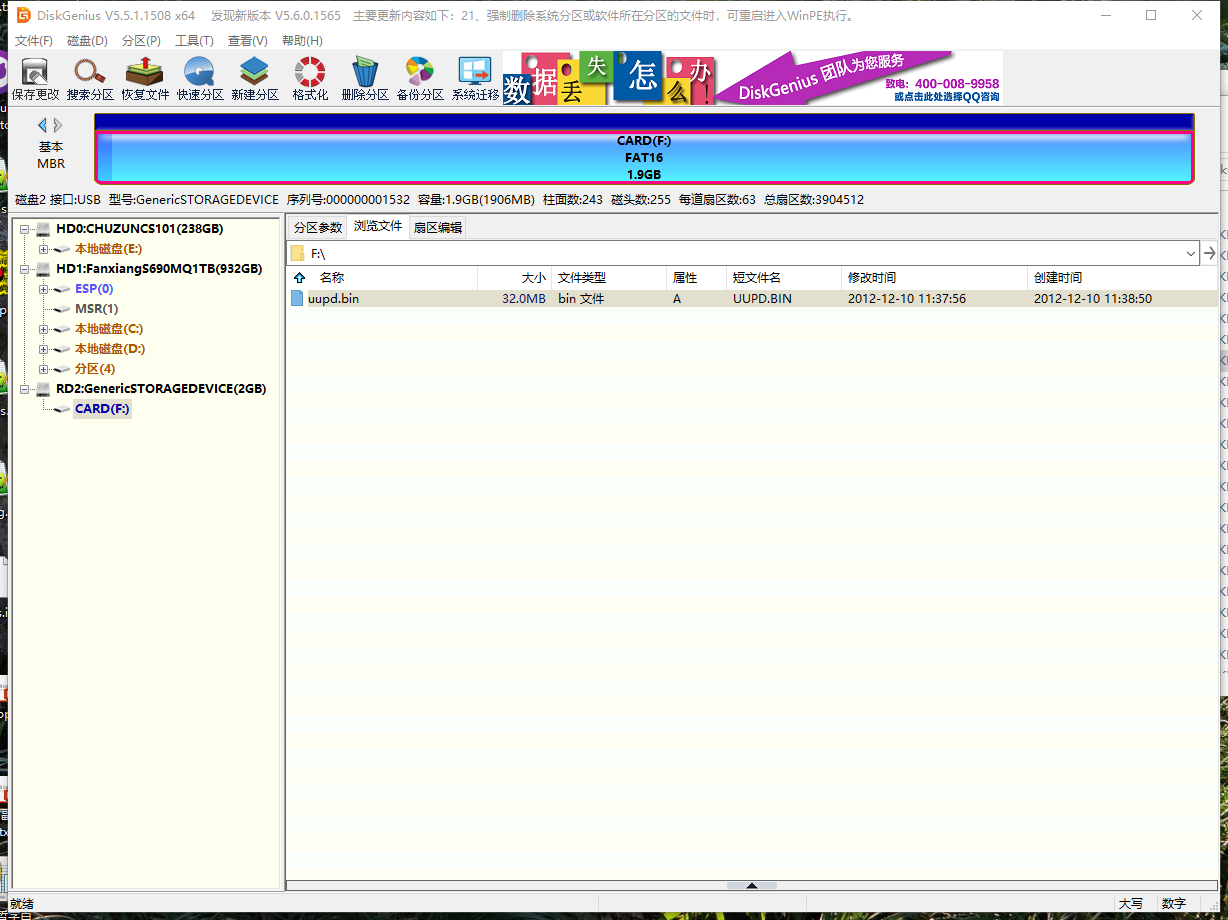 DiskGenius V5.5.1.1508 x64 发现新版本 V5.6.0.1565 主要更新内容如下：21、强制删除系统分区或软件所在分区的文件时，可重启进入WinPE执行。
文件(F) 磁盘(D) 分区(P) 工具(T) 查看(V) 帮助(H)
保存更改 搜索分区 恢复文件 快速分区 新建分区 格式化 删除分区 备份分区 系统迁移
数据丢失怎么办!
DiskGenius 团队为您服务
致电：400-008-9958
或点击此处选择QQ咨询
基本
MBR
CARD(F:)
FAT16
1.9GB
磁盘2 接口:USB 型号:GenericSTORAGEDEVICE 序列号:000000001532 容量:1.9GB(1906MB) 柱面数:243 磁头数:255 每道扇区数:63 总扇区数:3904512
HD0:CHUZUNCS101(238GB)
本地磁盘(E:)
HD1:FanxiangS690MQ1TB(932GB)
ESP(0)
MSR(1)
本地磁盘(C:)
本地磁盘(D:)
分区(4)
RD2:GenericSTORAGEDEVICE(2GB)
CARD(F:)
分区参数 浏览文件 扇区编辑
F:\
名称 大小 文件类型 属性 短文件名 修改时间 创建时间
uupd.bin 32.0MB bin 文件 A UUPD.BIN 2012-12-10 11:37:56 2012-12-10 11:38:50
就绪
大写 数字